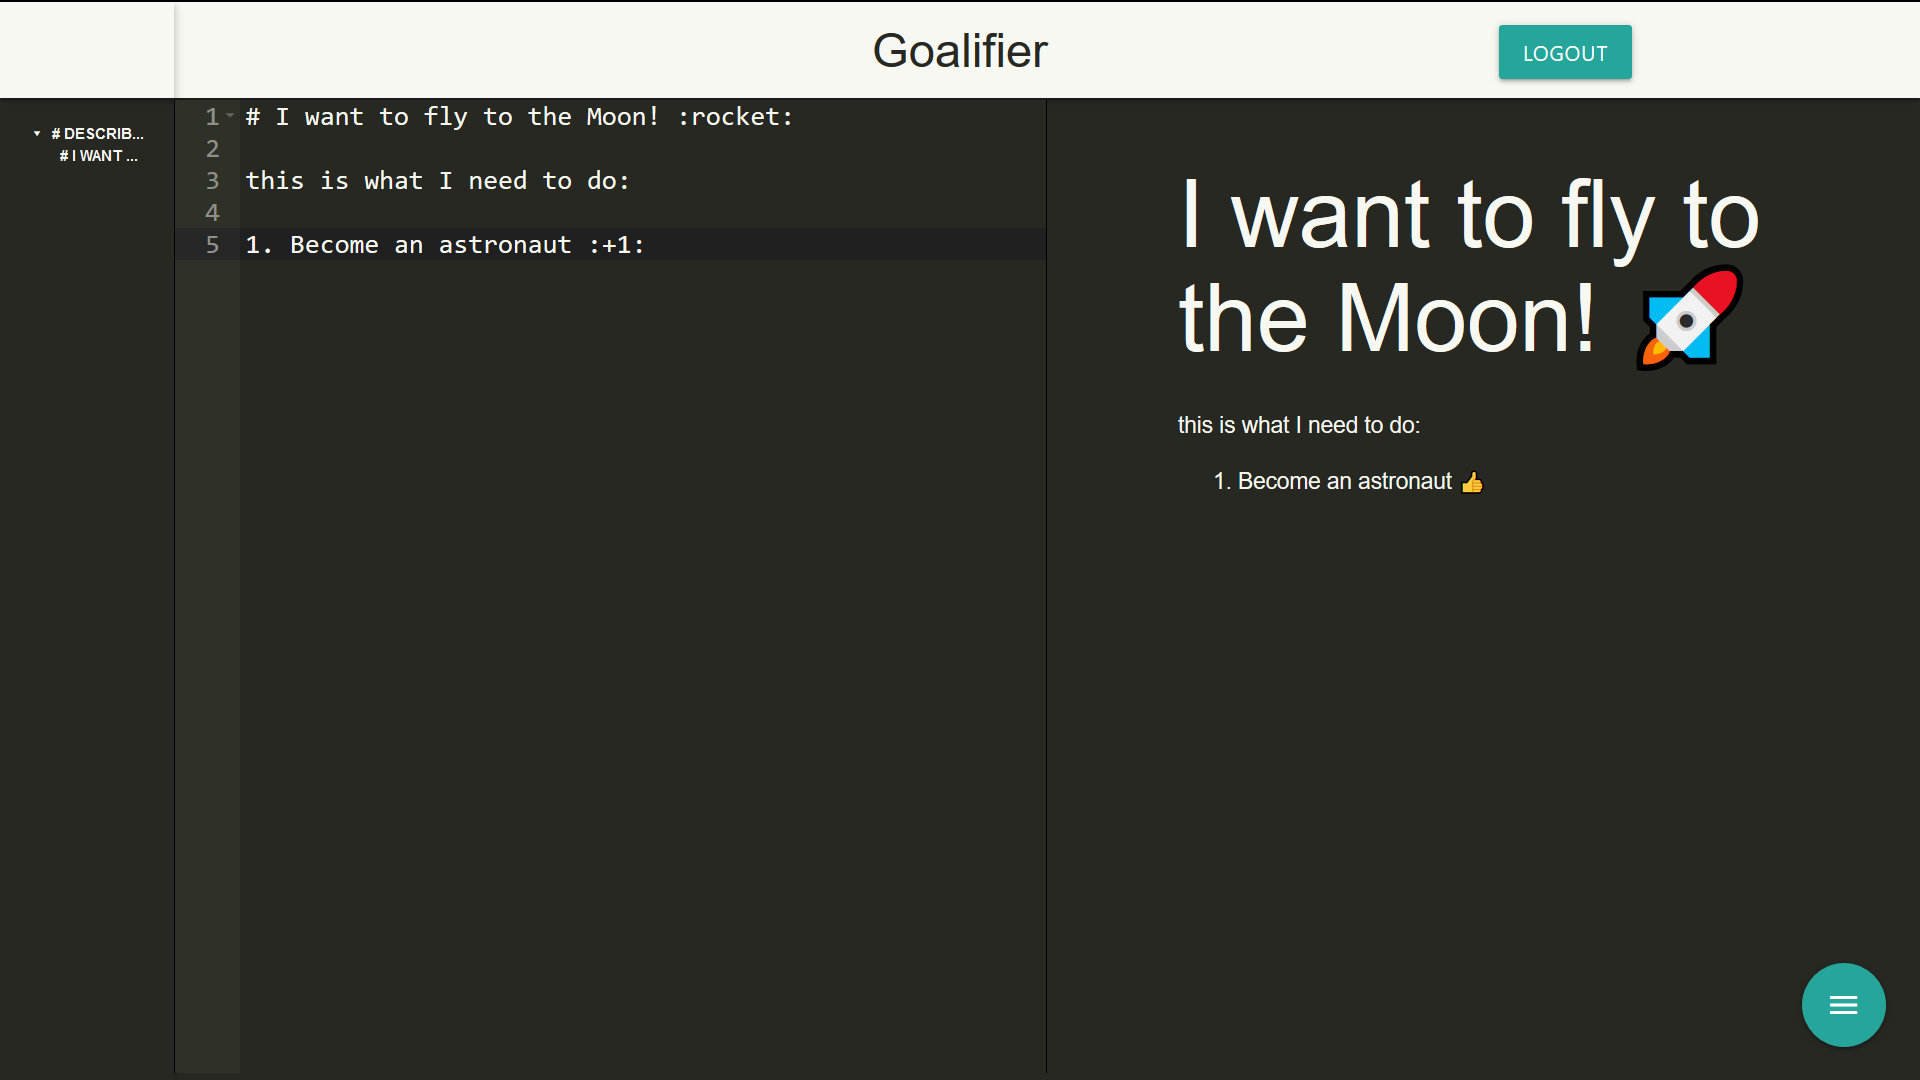 Goalifier
LOGOUT
# DESCRIB...
# I WANT ...
1 # I want to fly to the Moon! :rocket:
2
3 this is what I need to do:
4
5 1. Become an astronaut :+1:
I want to fly to
the Moon! 🚀
this is what I need to do:
1. Become an astronaut 👍